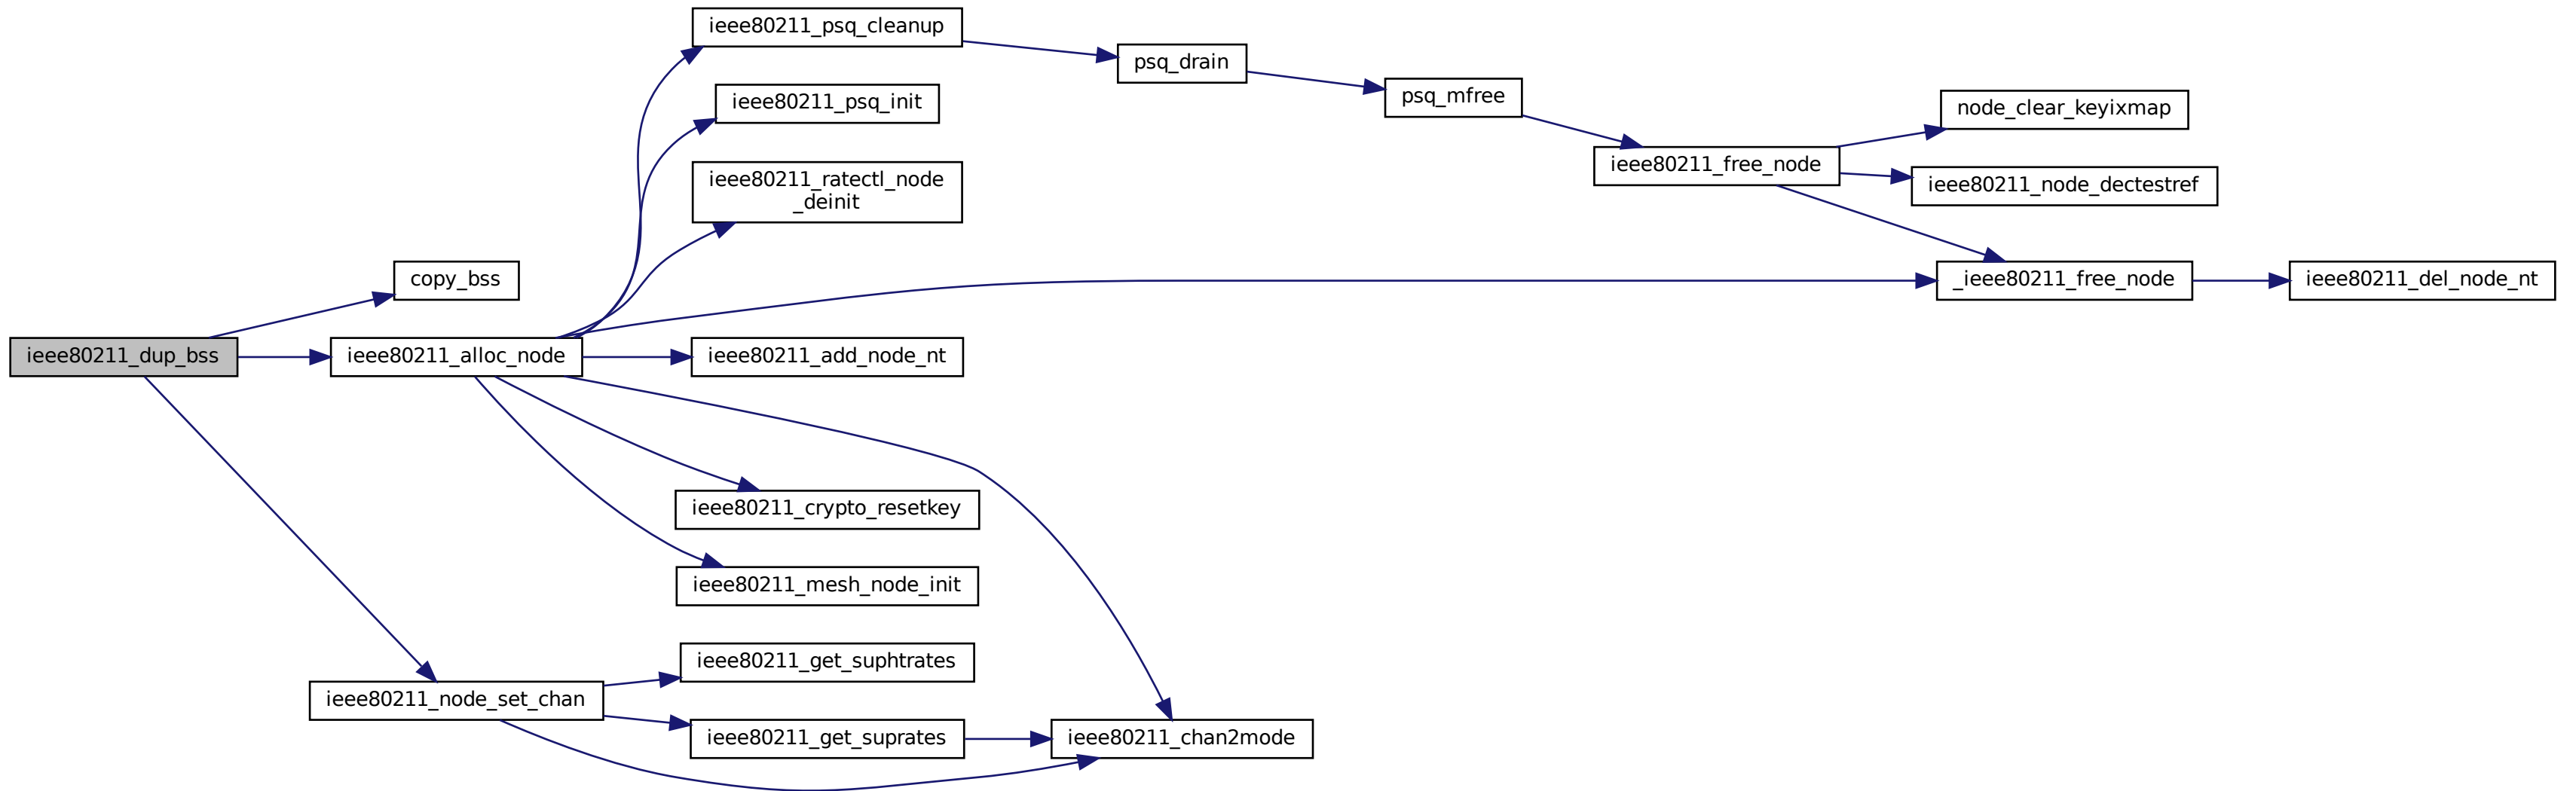 ieee80211_psq_cleanup
psq_drain
psq_mfree
ieee80211_psq_init
node_clear_keyixmap
ieee80211_free_node
ieee80211_ratectl_node
_deinit
ieee80211_node_dectestref
copy_bss
_ieee80211_free_node
ieee80211_del_node_nt
ieee80211_dup_bss
ieee80211_alloc_node
ieee80211_add_node_nt
ieee80211_crypto_resetkey
ieee80211_mesh_node_init
ieee80211_get_suphtrates
ieee80211_node_set_chan
ieee80211_get_suprates
ieee80211_chan2mode